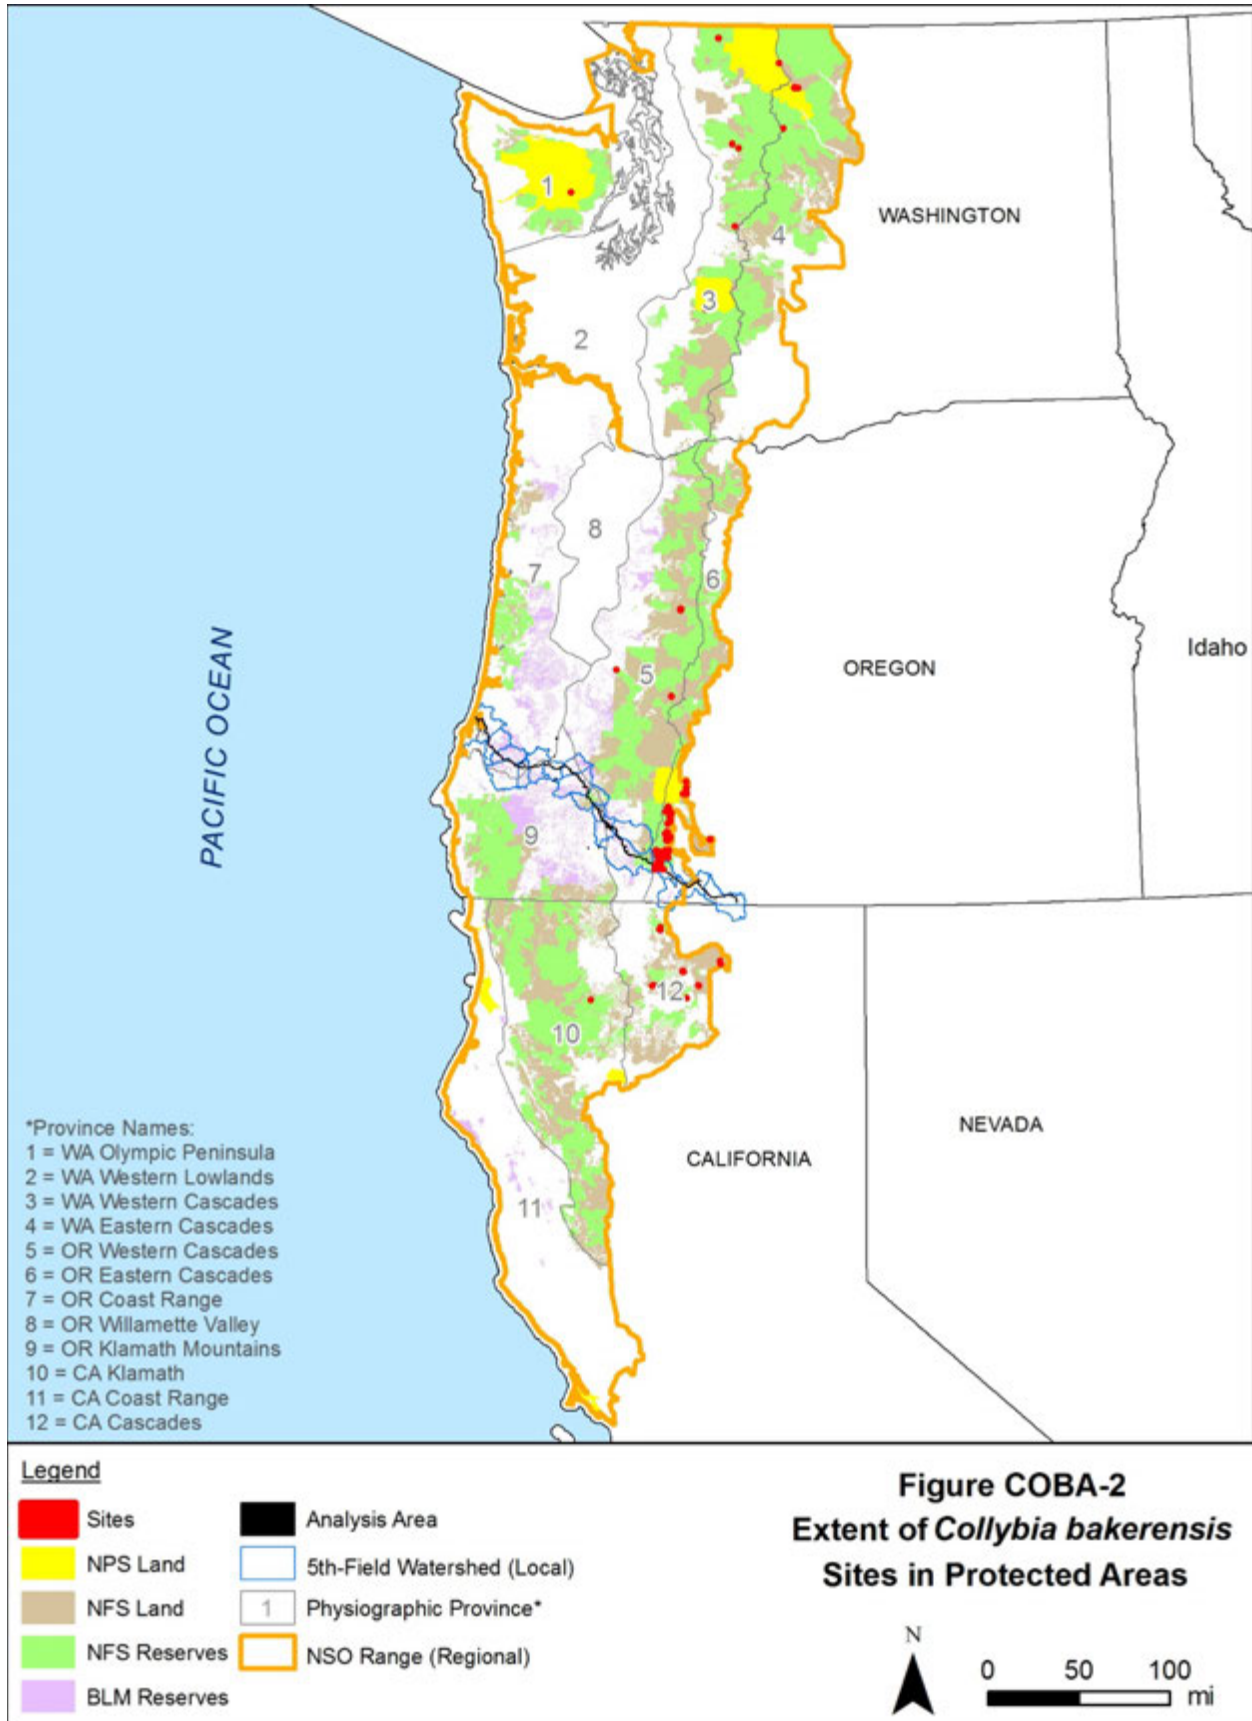 1
WASHINGTON
4
3
2
8
7
6
PACIFIC OCEAN
5
OREGON
Idaho
9
12
10
*Province Names:
1 = WA Olympic Peninsula
2 = WA Western Lowlands
3 = WA Western Cascades
4 = WA Eastern Cascades
5 = OR Western Cascades
6 = OR Eastern Cascades
7 = OR Coast Range
8 = OR Willamette Valley
9 = OR Klamath Mountains
10 = CA Klamath
11 = CA Coast Range
12 = CA Cascades
NEVADA
CALIFORNIA
11
Legend
Sites
NPS Land
NFS Land
NFS Reserves
BLM Reserves
Analysis Area
5th-Field Watershed (Local)
1 Physiographic Province*
NSO Range (Regional)
Figure COBA-2
Extent of Collybia bakerensis
Sites in Protected Areas
N
0 50 100
mi